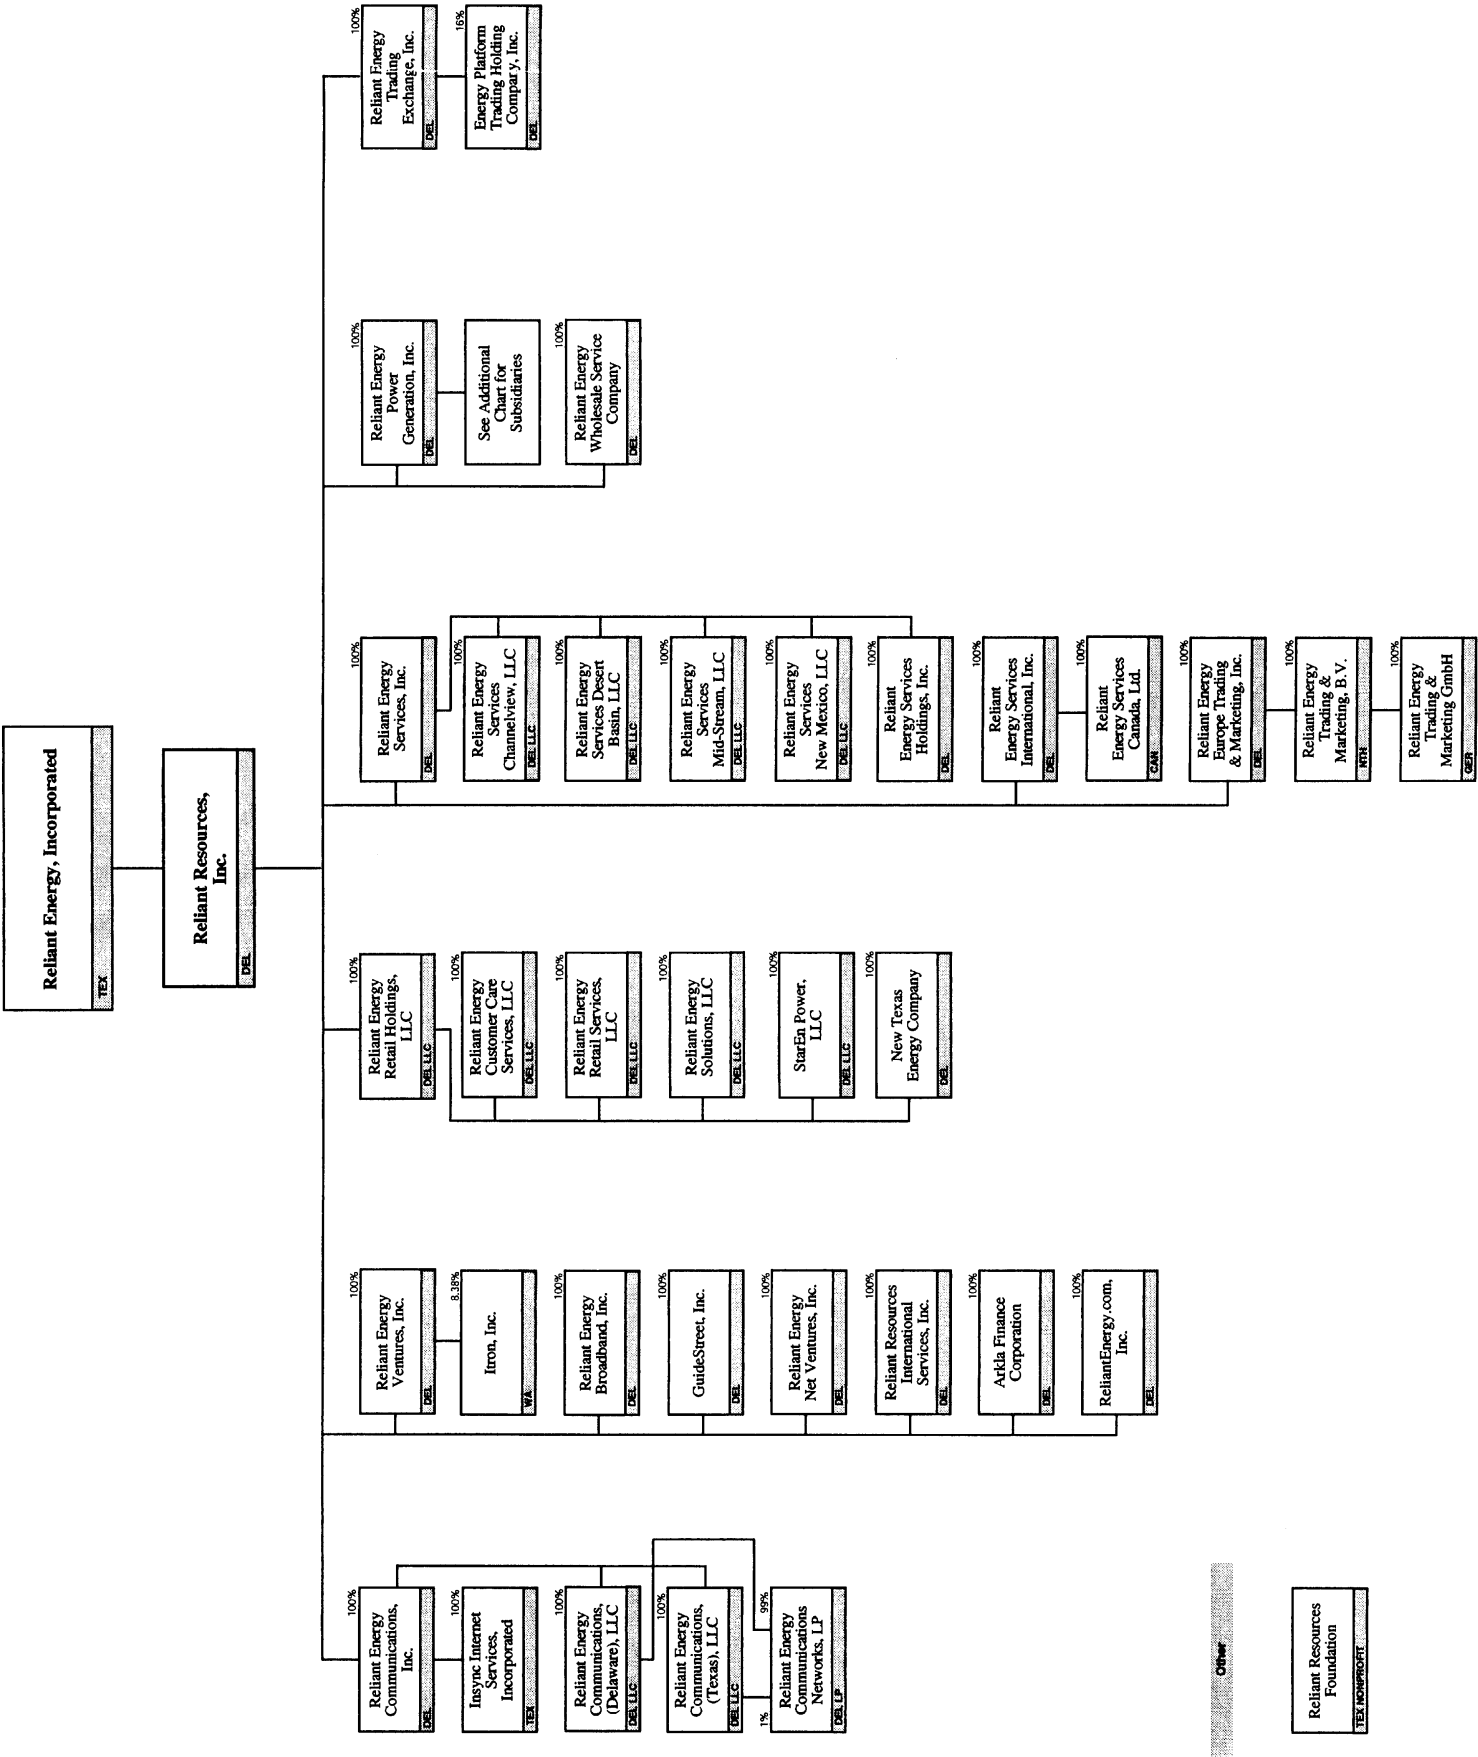 Reliant Energy, Incorporated
TEX
Reliant Resources,
Inc.
DEL
100%
Reliant Energy
Communications,
Inc.
DEL
100%
Insync Internet
Services,
Incorporated
TEX
100%
Reliant Energy
Communications,
(Delaware), LLC
DEL LLC
100%
Reliant Energy
Communications,
(Texas), LLC
DEL LLC
1%
99%
Reliant Energy
Communications
Networks, LP
DEL LP
100%
Reliant Energy
Ventures, Inc.
DEL
8.38%
Itron, Inc.
WA
100%
Reliant Energy
Broadband, Inc.
DEL
100%
GuideStreet, Inc.
DEL
100%
Reliant Energy
Net Ventures, Inc.
DEL
100%
Reliant Resources
International
Services, Inc.
DEL
100%
Arkla Finance
Corporation
DEL
100%
ReliantEnergy.com,
Inc.
DEL
100%
Reliant Energy
Retail Holdings,
LLC
DEL LLC
100%
Reliant Energy
Customer Care
Services, LLC
DEL LLC
100%
Reliant Energy
Retail Services,
LLC
DEL LLC
100%
Reliant Energy
Solutions, LLC
DEL LLC
100%
StarEn Power,
LLC
DEL LLC
100%
New Texas
Energy Company
DEL
100%
Reliant Energy
Services, Inc.
DEL
100%
Reliant Energy
Services
Channelview, LLC
DEL LLC
100%
Reliant Energy
Services Desert
Basin, LLC
DEL LLC
100%
Reliant Energy
Services
Mid-Stream, LLC
DEL LLC
100%
Reliant Energy
Services
New Mexico, LLC
DEL LLC
100%
Reliant
Energy Services
Holdings, Inc.
DEL
100%
Reliant
Energy Services
International, Inc.
DEL
100%
Reliant
Energy Services
Canada, Ltd.
CAN
100%
Reliant Energy
Europe Trading
& Marketing, Inc.
DEL
100%
Reliant Energy
Trading &
Marketing, B.V.
NTH
100%
Reliant Energy
Trading &
Marketing GmbH
GER
100%
Reliant Energy
Power
Generation, Inc.
DEL
See Additional
Chart for
Subsidiaries
100%
Reliant Energy
Wholesale Service
Company
DEL
100%
Reliant Energy
Trading
Exchange, Inc.
DEL
16%
Energy Platform
Trading Holding
Company, Inc.
DEL
Other
Reliant Resources
Foundation
TEX NONPROFIT